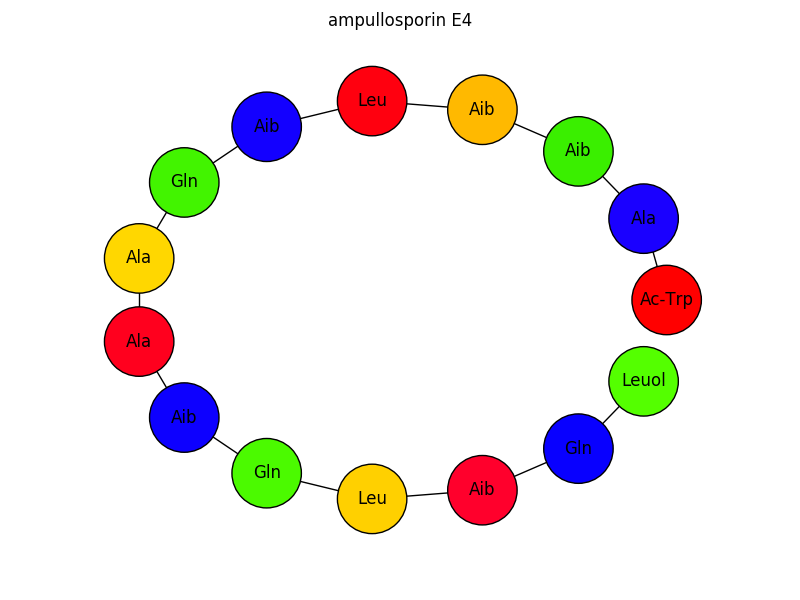 ampullosporin E4
Ac-Trp
Ala
Aib
Aib
Leu
Aib
Gln
Ala
Ala
Aib
Gln
Leu
Aib
Gln
Leuol